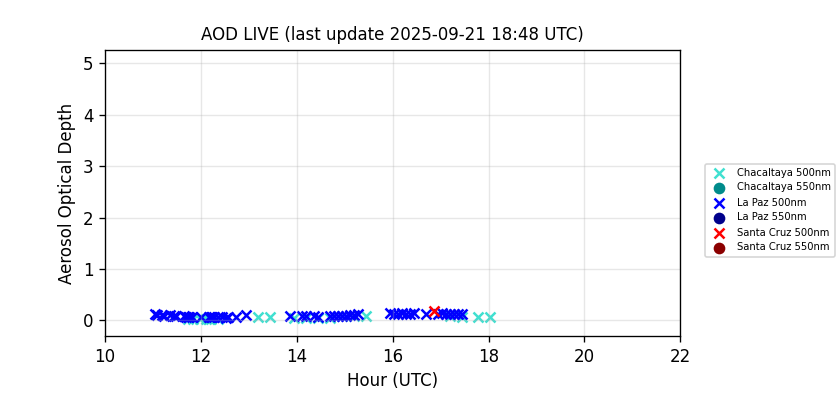 AOD LIVE (last update 2025-09-21 18:48 UTC)
Aerosol Optical Depth
5
4
3
2
1
0
10 12 14 16 18 20 22
Hour (UTC)
Chacaltaya 500nm
Chacaltaya 550nm
La Paz 500nm
La Paz 550nm
Santa Cruz 500nm
Santa Cruz 550nm